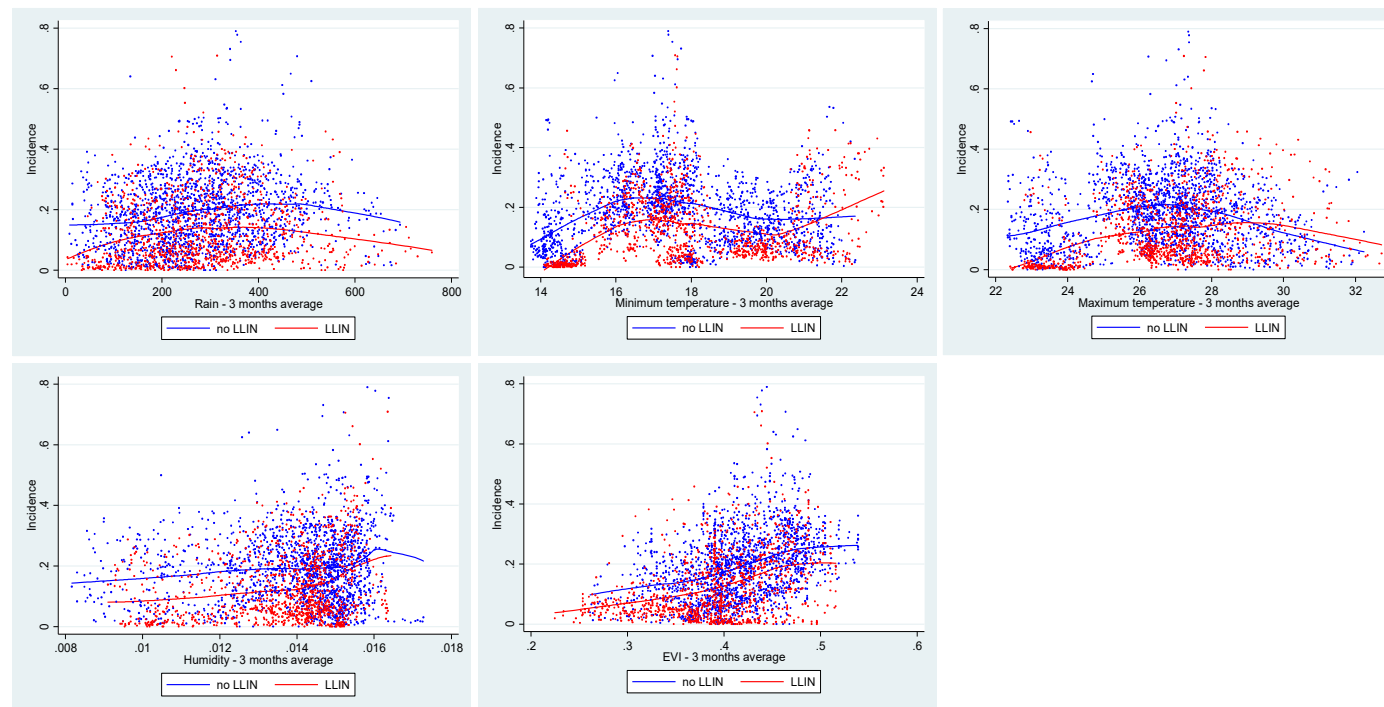 Incidence
0 .2 .4 .6 .8
0 200 400 600 800
Rain - 3 months average
no LLIN LLIN
Incidence
0 .2 .4 .6 .8
14 16 18 20 22 24
Minimum temperature - 3 months average
no LLIN LLIN
Incidence
0 .2 .4 .6 .8
22 24 26 28 30 32
Maximum temperature - 3 months average
no LLIN LLIN
Incidence
0 .2 .4 .6 .8
.008 .01 .012 .014 .016 .018
Humidity - 3 months average
no LLIN LLIN
Incidence
0 .2 .4 .6 .8
.2 .3 .4 .5 .6
EVI - 3 months average
no LLIN LLIN